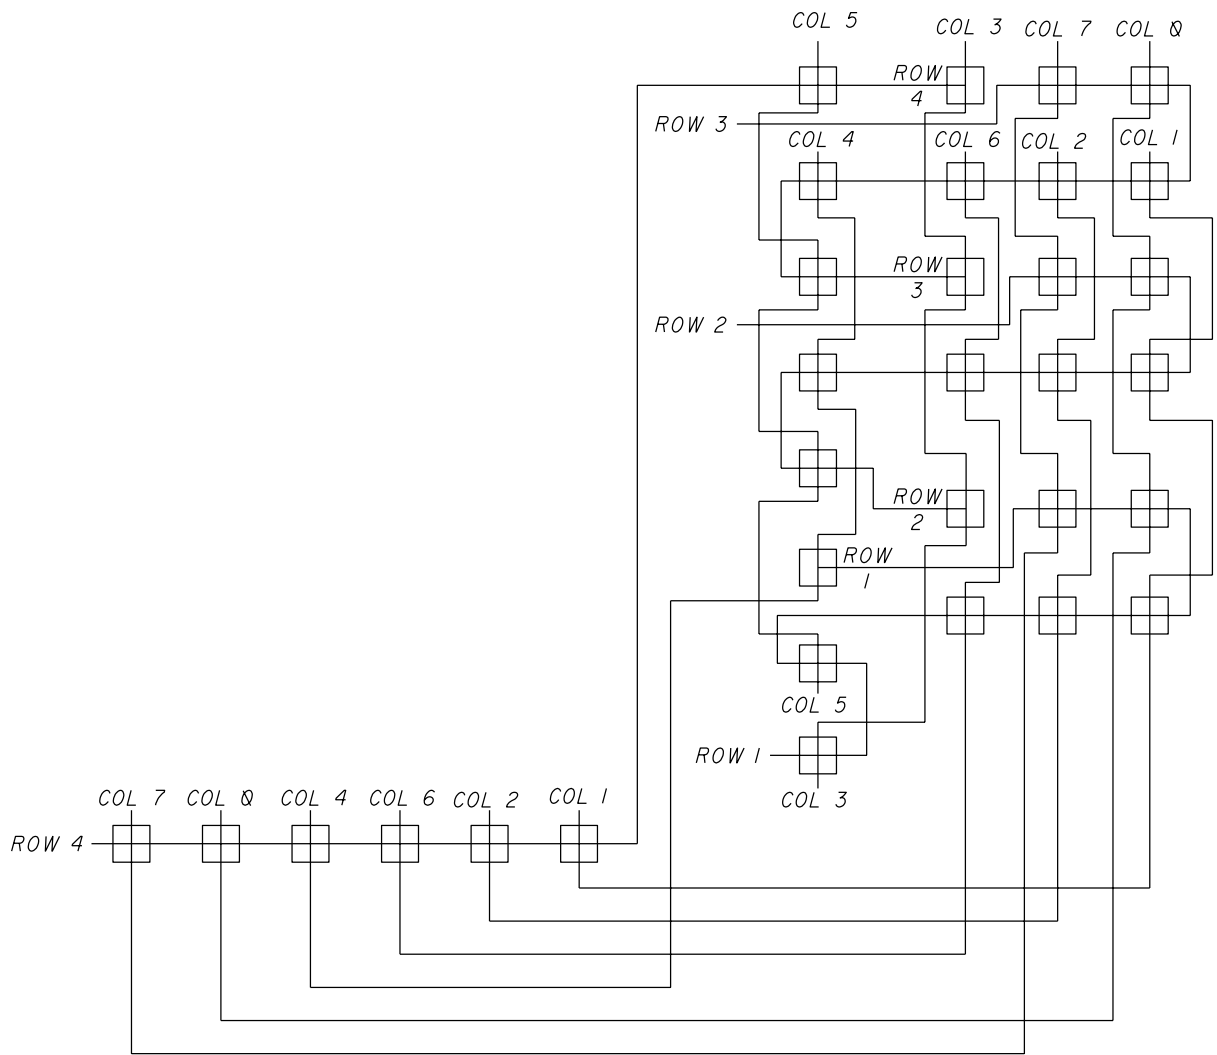 COL 5 COL 3 COL 7 COL 0
ROW
4
ROW 3
COL 4 COL 6 COL 2 COL 1
ROW
3
ROW 2
ROW
2
ROW
1
COL 5
ROW 1
COL 3
COL 7 COL 0 COL 4 COL 6 COL 2 COL 1
ROW 4